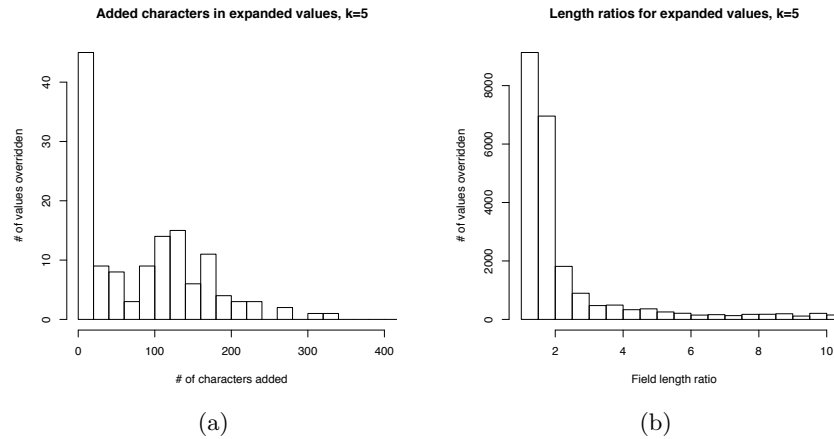 Added characters in expanded values, k=5
# of values overridden
40
30
20
10
0
0 100 200 300 400
# of characters added
(a)
Length ratios for expanded values, k=5
# of values overridden
8000
6000
4000
2000
0
2 4 6 8 10
Field length ratio
(b)